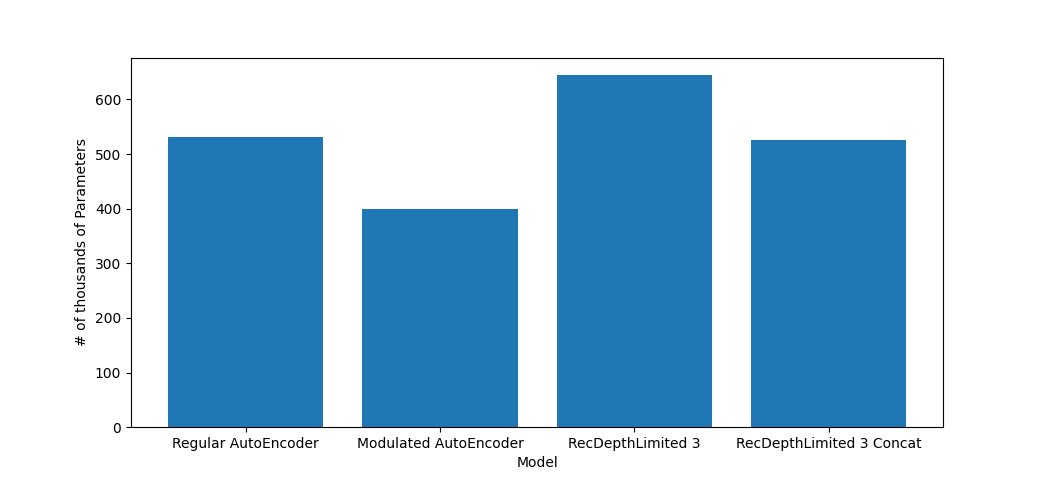 600
500
400
300
200
100
0
# of thousands of Parameters
Regular AutoEncoder Modulated AutoEncoder RecDepthLimited 3 RecDepthLimited 3 Concat
Model